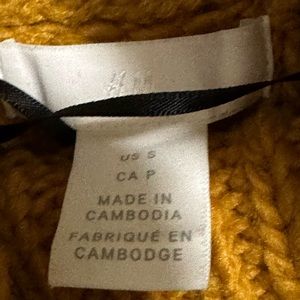 H&M
US S
CA P
MADE IN
CAMBODIA
FABRIQUÉ EN
CAMBODGE